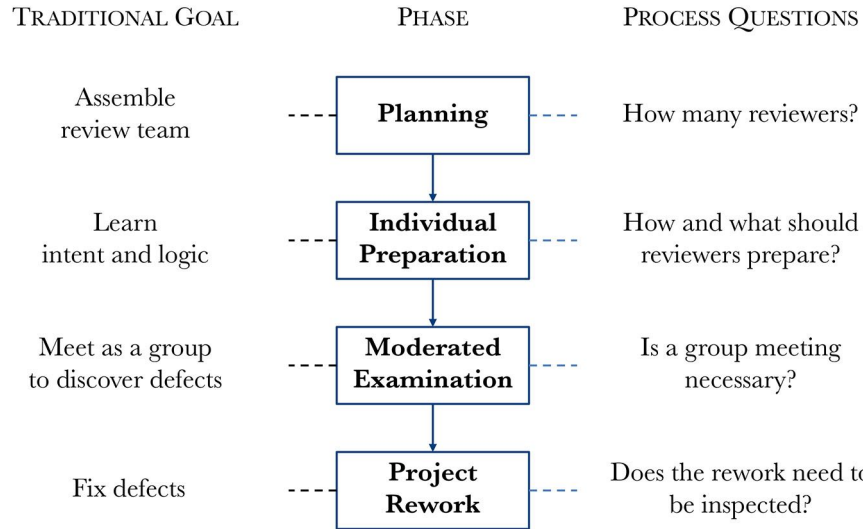 TRADITIONAL GOAL PHASE PROCESS QUESTIONS
Assemble
review team
Planning
How many reviewers?
Learn
intent and logic
Individual
Preparation
How and what should
reviewers prepare?
Meet as a group
to discover defects
Moderated
Examination
Is a group meeting
necessary?
Fix defects
Project
Rework
Does the rework need to
be inspected?